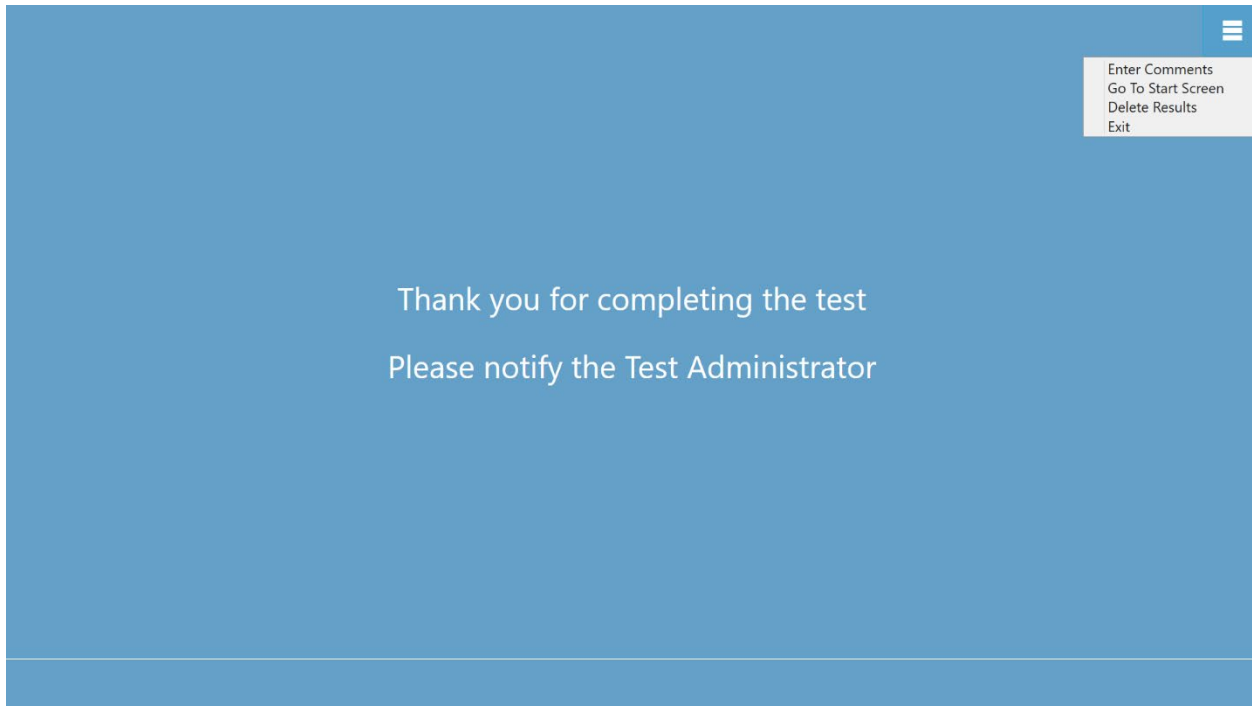 Enter Comments
Go To Start Screen
Delete Results
Exit
Thank you for completing the test
Please notify the Test Administrator